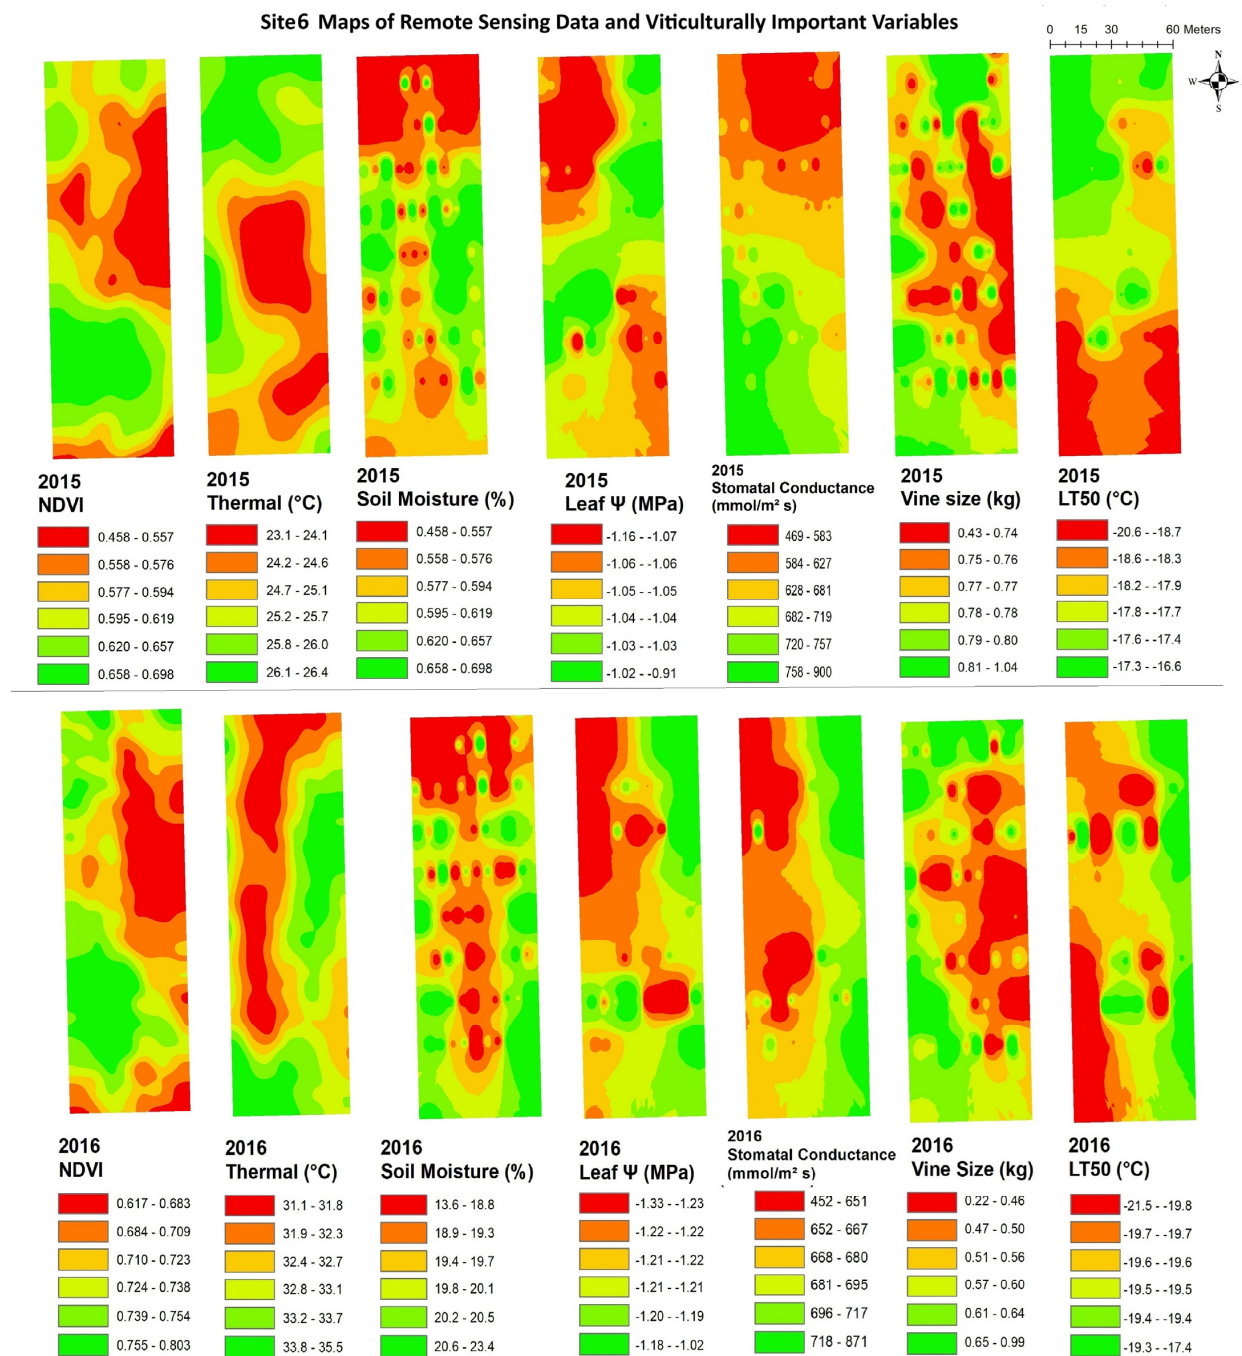 Site6 Maps of Remote Sensing Data and Viticulturally Important Variables
0 15 30 60 Meters
N
W
S
2015
NDVI
0.458 - 0.557
0.558 - 0.576
0.577 - 0.594
0.595 - 0.619
0.620 - 0.657
0.658 - 0.698
2015
Thermal (°C)
23.1 - 24.1
24.2 - 24.6
24.7 - 25.1
25.2 - 25.7
25.8 - 26.0
26.1 - 26.4
2015
Soil Moisture (%)
0.458 - 0.557
0.558 - 0.576
0.577 - 0.594
0.595 - 0.619
0.620 - 0.657
0.658 - 0.698
2015
Leaf Ψ (MPa)
-1.16 - -1.07
-1.06 - -1.06
-1.05 - -1.05
-1.04 - -1.04
-1.03 - -1.03
-1.02 - -0.91
2015
Stomatal Conductance
(mmol/m² s)
469 - 583
584 - 627
628 - 681
682 - 719
720 - 757
758 - 900
2015
Vine size (kg)
0.43 - 0.74
0.75 - 0.76
0.77 - 0.77
0.78 - 0.78
0.79 - 0.80
0.81 - 1.04
2015
LT50 (°C)
-20.6 - -18.7
-18.6 - -18.3
-18.2 - -17.9
-17.8 - -17.7
-17.6 - -17.4
-17.3 - -16.6
2016
NDVI
0.617 - 0.683
0.684 - 0.709
0.710 - 0.723
0.724 - 0.738
0.739 - 0.754
0.755 - 0.803
2016
Thermal (°C)
31.1 - 31.8
31.9 - 32.3
32.4 - 32.7
32.8 - 33.1
33.2 - 33.7
33.8 - 35.5
2016
Soil Moisture (%)
13.6 - 18.8
18.9 - 19.3
19.4 - 19.7
19.8 - 20.1
20.2 - 20.5
20.6 - 23.4
2016
Leaf Ψ (MPa)
-1.33 - -1.23
-1.22 - -1.22
-1.21 - -1.22
-1.21 - -1.21
-1.20 - -1.19
-1.18 - -1.02
2016
Stomatal Conductance
(mmol/m² s)
452 - 651
652 - 667
668 - 680
681 - 695
696 - 717
718 - 871
2016
Vine Size (kg)
0.22 - 0.46
0.47 - 0.50
0.51 - 0.56
0.57 - 0.60
0.61 - 0.64
0.65 - 0.99
2016
LT50 (°C)
-21.5 - -19.8
-19.7 - -19.7
-19.6 - -19.6
-19.5 - -19.5
-19.4 - -19.4
-19.3 - -17.4